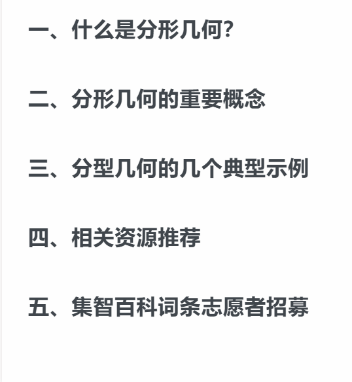 一、什么是分形几何？
二、分形几何的重要概念
三、分型几何的几个典型示例
四、相关资源推荐
五、集智百科词条志愿者招募